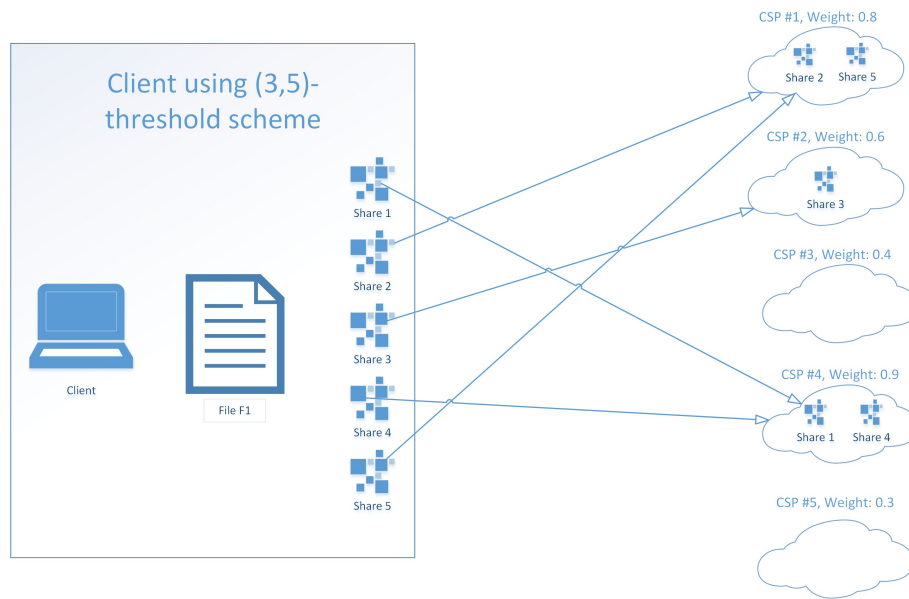 Client using (3,5)-
threshold scheme
Client
File F1
Share 1
Share 2
Share 3
Share 4
Share 5
CSP #1, Weight: 0.8
Share 2 Share 5
CSP #2, Weight: 0.6
Share 3
CSP #3, Weight: 0.4
CSP #4, Weight: 0.9
Share 1 Share 4
CSP #5, Weight: 0.3